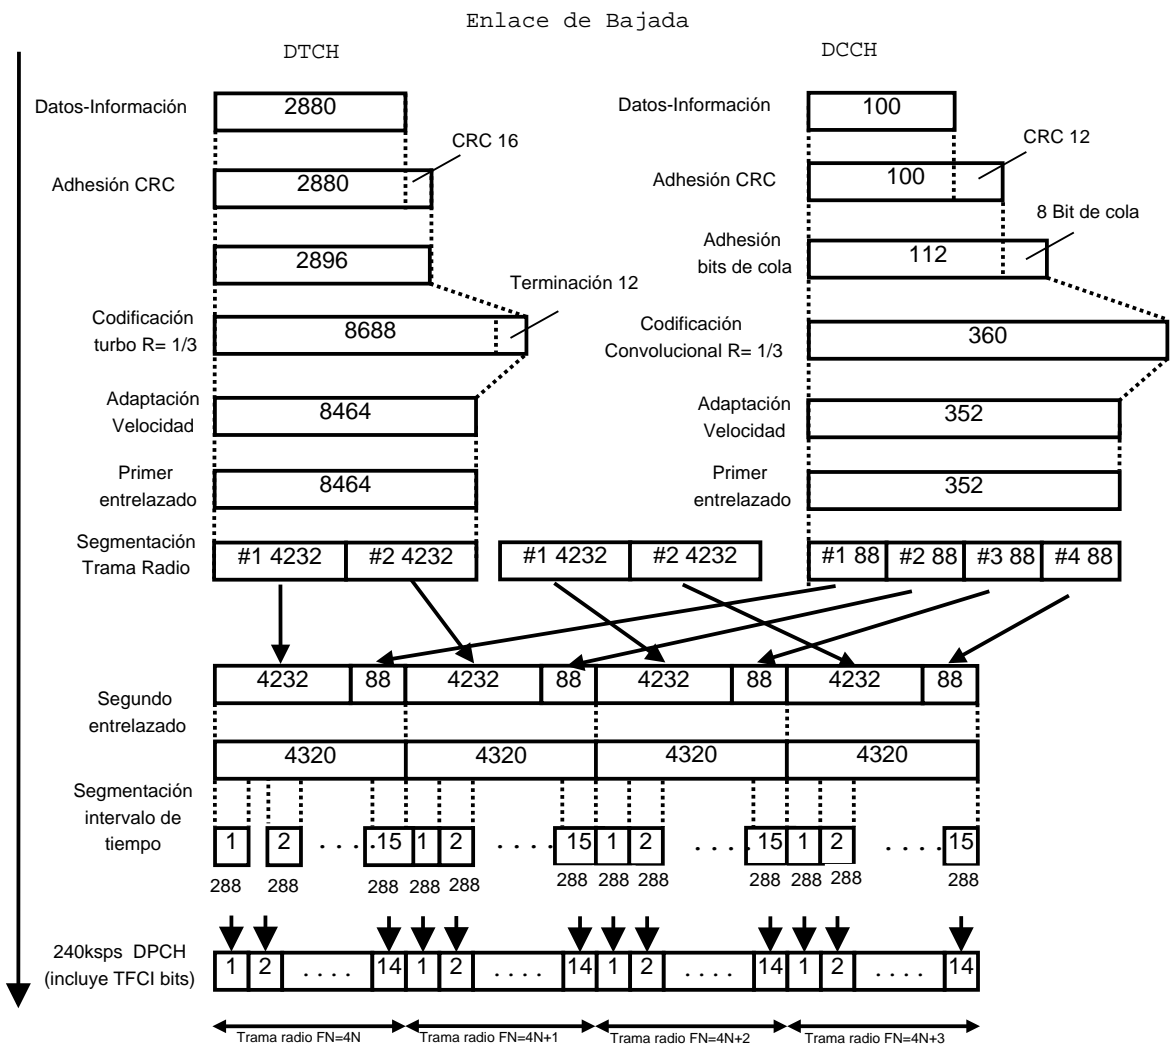 Enlace de Bajada
DTCH
DCCH
Datos-Información
2880
Datos-Información
100
CRC 16
CRC 12
Adhesión CRC
2880
Adhesión CRC
100
8 Bit de cola
2896
Adhesión
bits de cola
112
Terminación 12
Codificación
turbo R= 1/3
8688
Codificación
Convolucional R= 1/3
360
Adaptación
Velocidad
8464
Adaptación
Velocidad
352
Primer
entrelazado
8464
Primer
entrelazado
352
Segmentación
Trama Radio
#1 4232 #2 4232 #1 4232 #2 4232 #1 88 #2 88 #3 88 #4 88
4232 88 4232 88 4232 88 4232 88
Segundo
entrelazado
4320 4320 4320 4320
Segmentación
intervalo de
tiempo
1 2 . . . . 15 1 2 . . . . 15 1 2 . . . . 15 1 2 . . . . 15
288 288 288 288 288 288 288 288 288 288 288 288
240ksps DPCH
(incluye TFCI bits)
1 2 . . . . 14 1 2 . . . . 14 1 2 . . . . 14 1 2 . . . . 14
Trama radio FN=4N Trama radio FN=4N+1 Trama radio FN=4N+2 Trama radio FN=4N+3